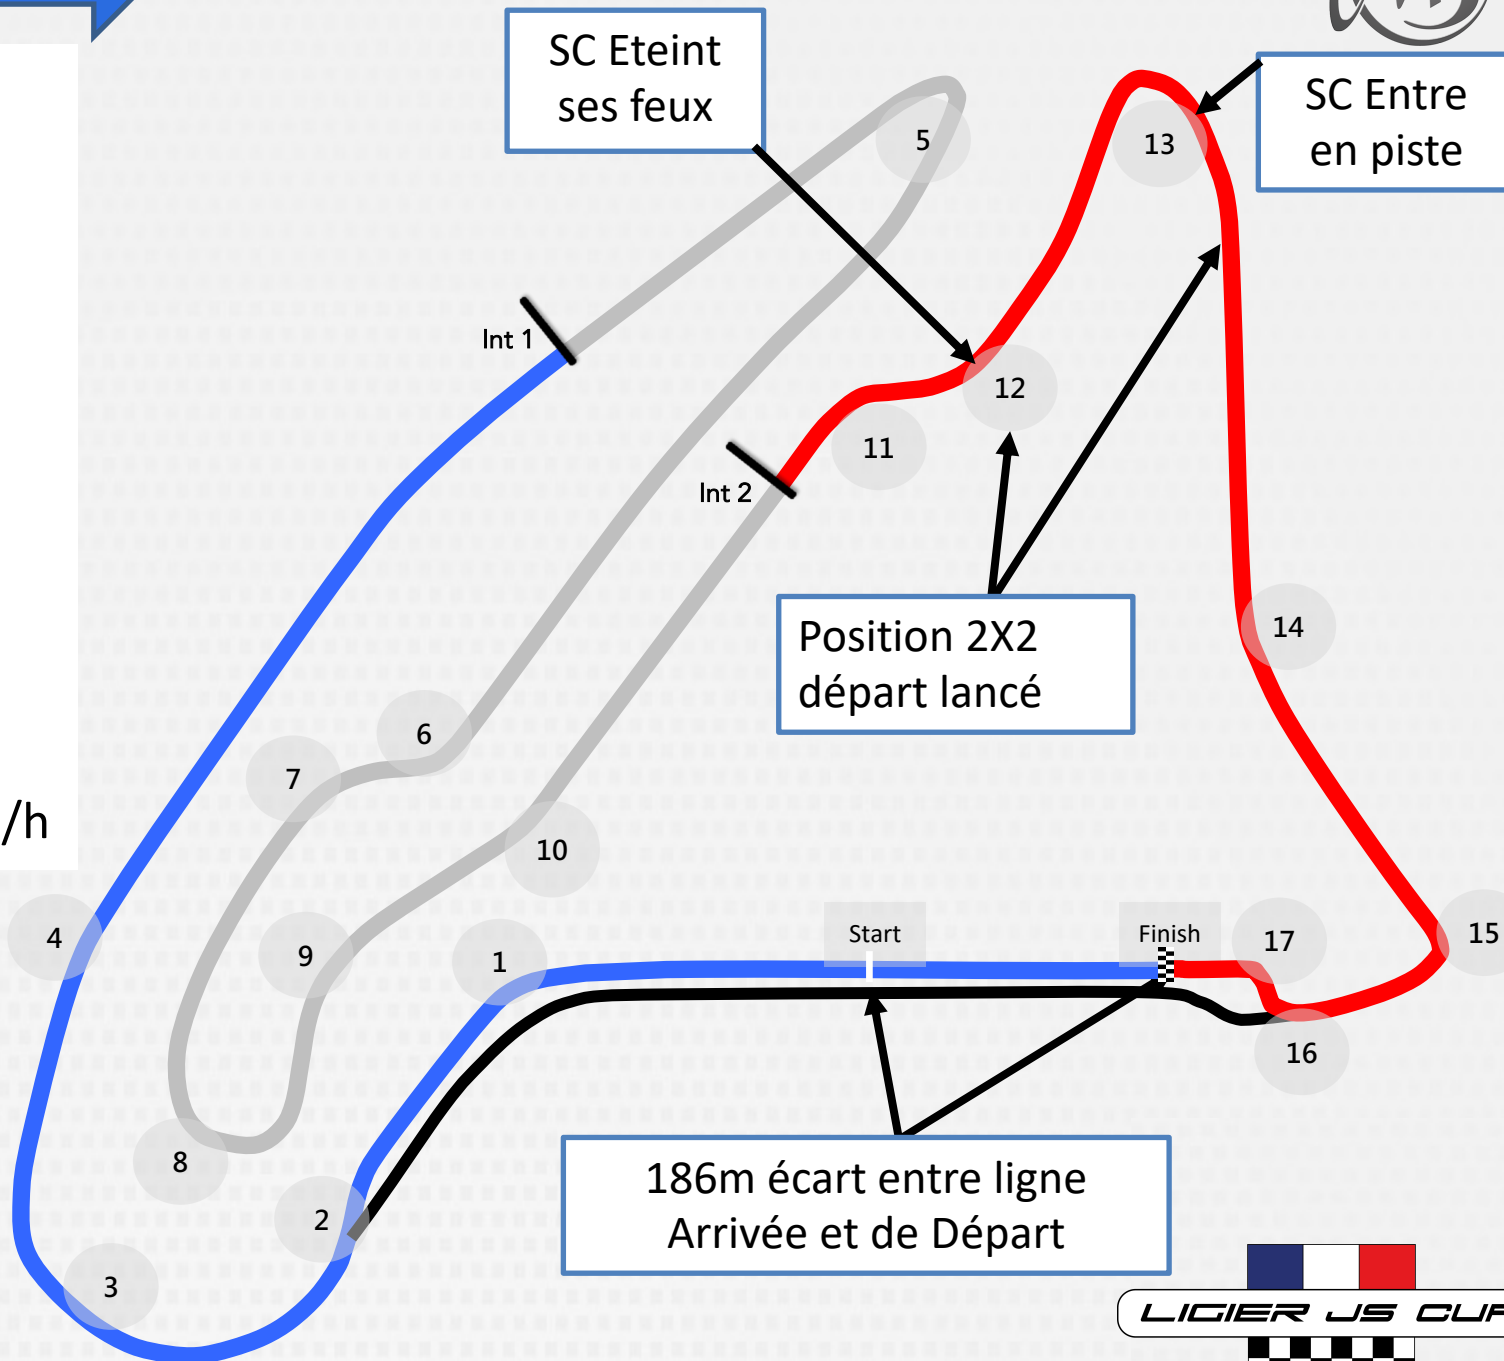 SC Eteint
ses feux
SC Entre
en piste
5
13
Int 1
12
11
Int 2
Position 2X2
départ lancé
14
6
7
/h
10
4
9
1
Start
Finish
17
15
16
8
2
3
186m écart entre ligne
Arrivée et de Départ
LIGIER JS CUP